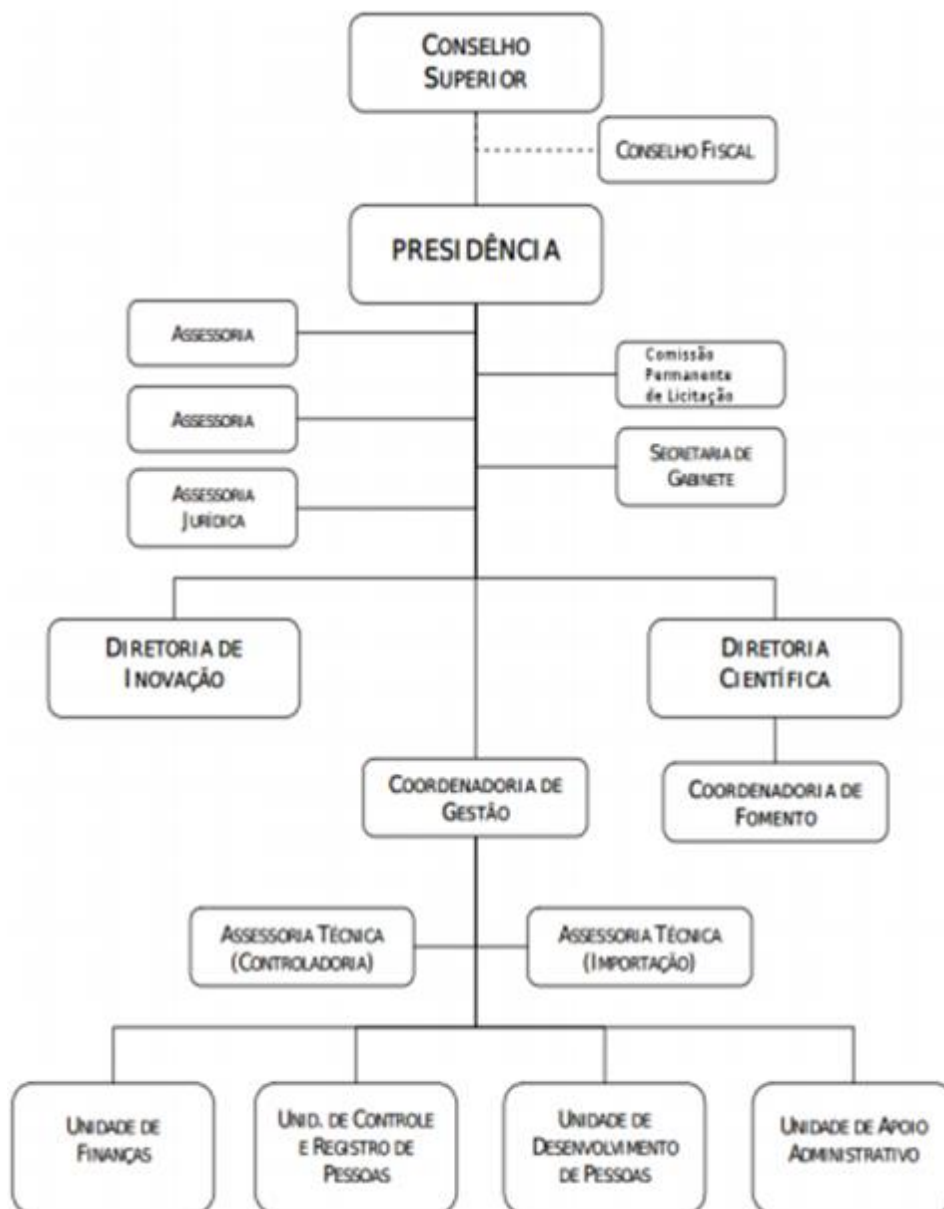 CONSELHO
SUPERIOR
CONSELHO FISCAL
PRESIDÊNCIA
ASSESSORIA
Comissão
Permanente
de Licitação
ASSESSORIA
SECRETARIA DE
GABINETE
ASSESSORIA
JURÍDICA
DIRETORIA DE
INOVAÇÃO
DIRETORIA
CIENTÍFICA
COORDENADORIA DE
GESTÃO
COORDENADORIA DE
FOMENTO
ASSESSORIA TÉCNICA
(CONTROLADORIA)
ASSESSORIA TÉCNICA
(IMPORTAÇÃO)
UNIDADE DE
FINANÇAS
UNID. DE CONTROLE
E REGISTRO DE
PESSOAS
UNIDADE DE
DESENVOLVIMENTO
DE PESSOAS
UNIDADE DE APOIO
ADMINISTRATIVO